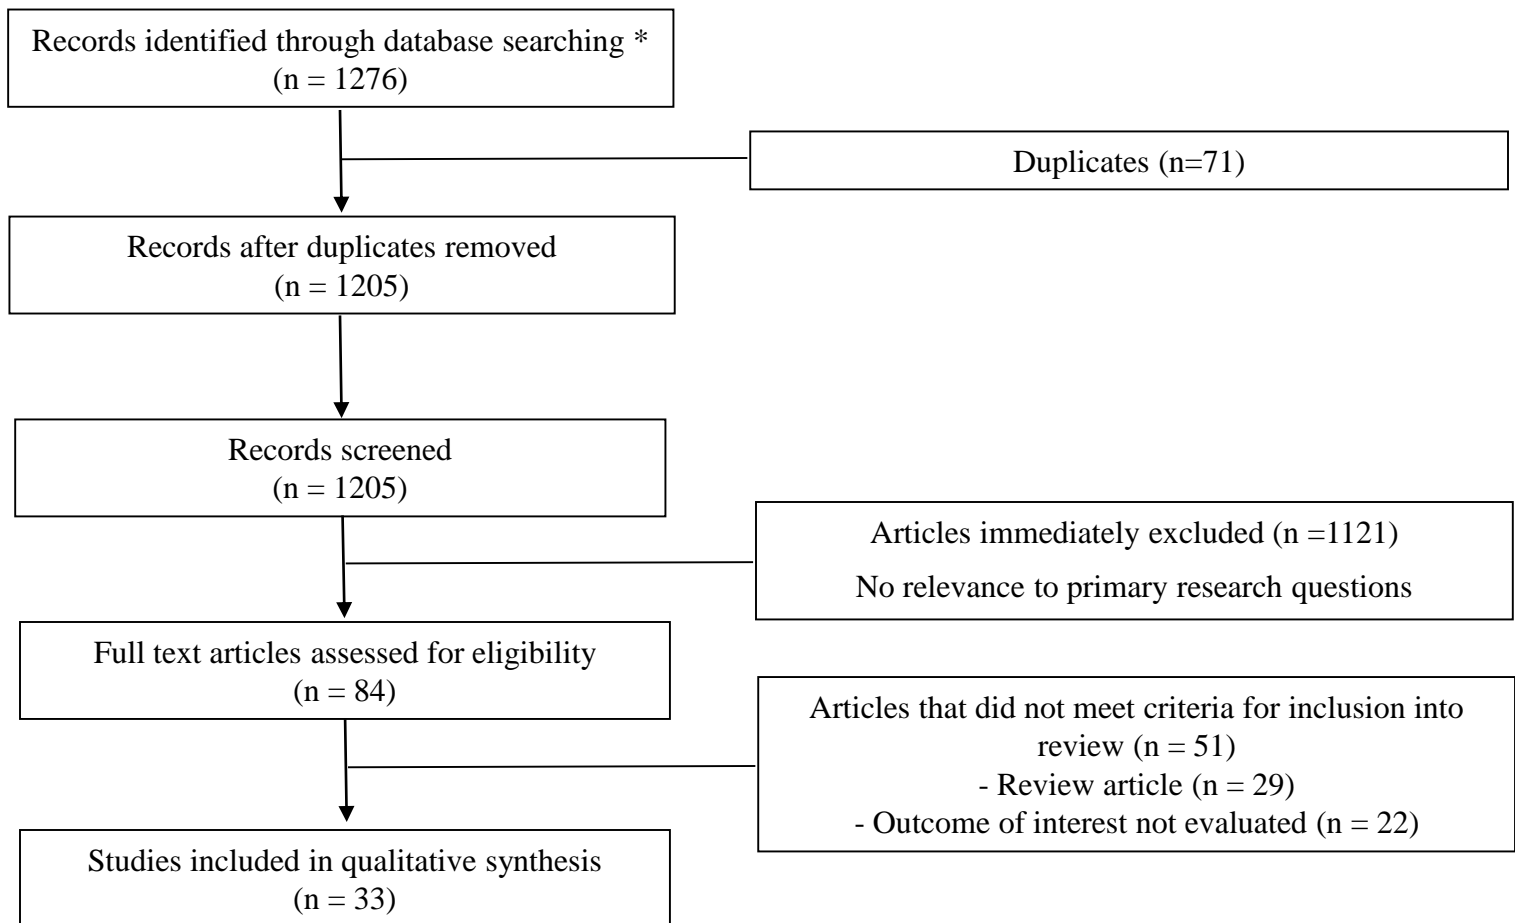 Records identified through database searching *
(n = 1276)
Duplicates (n=71)
Records after duplicates removed
(n = 1205)
Records screened
(n = 1205)
Articles immediately excluded (n =1121)
No relevance to primary research questions
Full text articles assessed for eligibility
(n = 84)
Articles that did not meet criteria for inclusion into
review (n = 51)
- Review article (n = 29)
- Outcome of interest not evaluated (n = 22)
Studies included in qualitative synthesis
(n = 33)